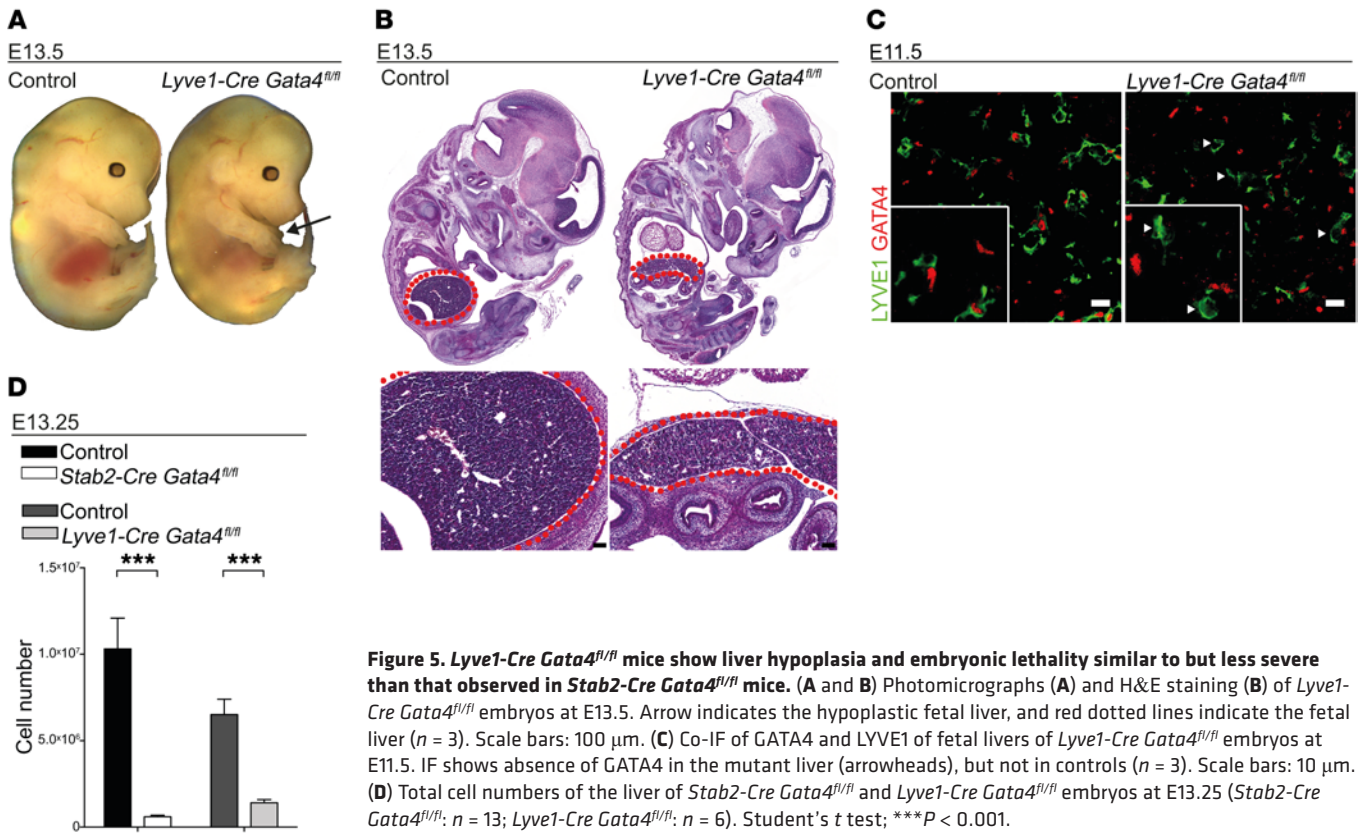 A
E13.5
Control Lyve1-Cre Gata4fl/fl
B
E13.5
Control Lyve1-Cre Gata4fl/fl
C
E11.5
Control Lyve1-Cre Gata4fl/fl
LYVE1 GATA4
D
E13.25
Control
Stab2-Cre Gata4fl/fl
Control
Lyve1-Cre Gata4fl/fl
*** ***
1.5×10⁷
1.0×10⁷
5.0×10⁶
0
Cell number
Figure 5. Lyve1-Cre Gata4fl/fl mice show liver hypoplasia and embryonic lethality similar to but less severe
than that observed in Stab2-Cre Gata4fl/fl mice. (A and B) Photomicrographs (A) and H&E staining (B) of Lyve1-
Cre Gata4fl/fl embryos at E13.5. Arrow indicates the hypoplastic fetal liver, and red dotted lines indicate the fetal
liver (n = 3). Scale bars: 100 μm. (C) Co-IF of GATA4 and LYVE1 of fetal livers of Lyve1-Cre Gata4fl/fl embryos at
E11.5. IF shows absence of GATA4 in the mutant liver (arrowheads), but not in controls (n = 3). Scale bars: 10 μm.
(D) Total cell numbers of the liver of Stab2-Cre Gata4fl/fl and Lyve1-Cre Gata4fl/fl embryos at E13.25 (Stab2-Cre
Gata4fl/fl: n = 13; Lyve1-Cre Gata4fl/fl: n = 6). Student's t test; ***P < 0.001.